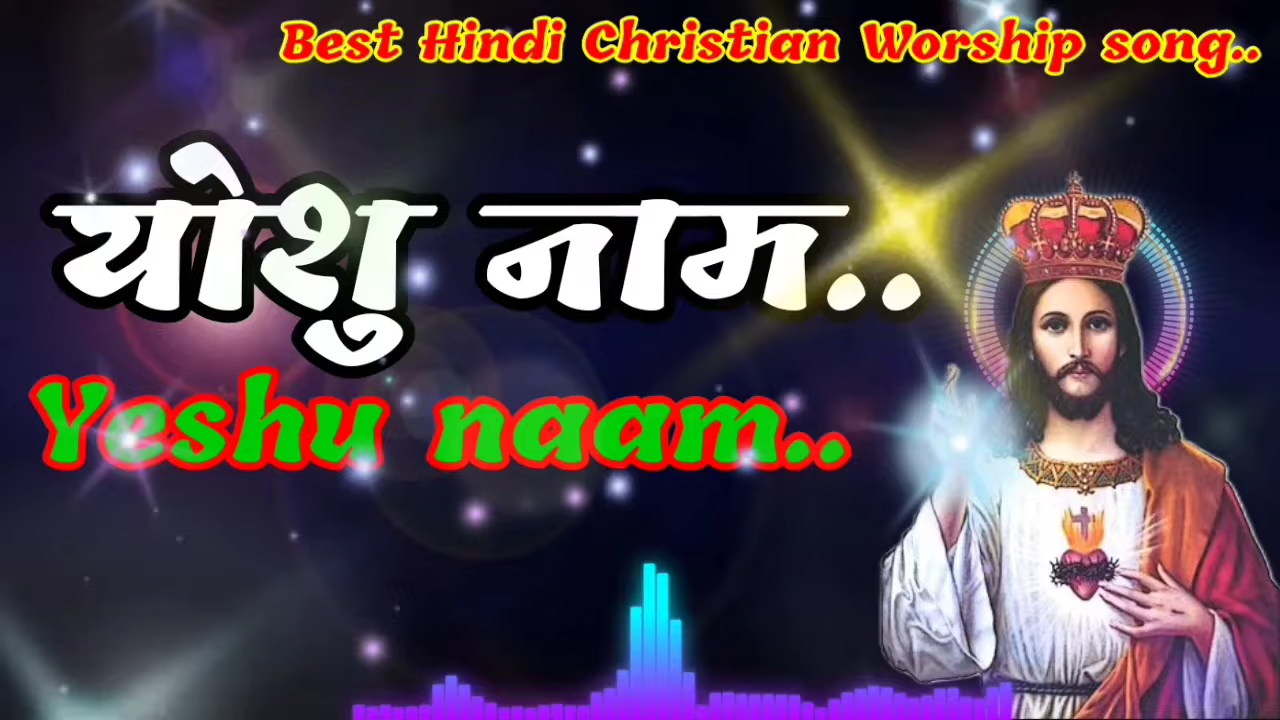 Best Hindi Christian Worship song..
योशु नाम..
Yeshu naam..